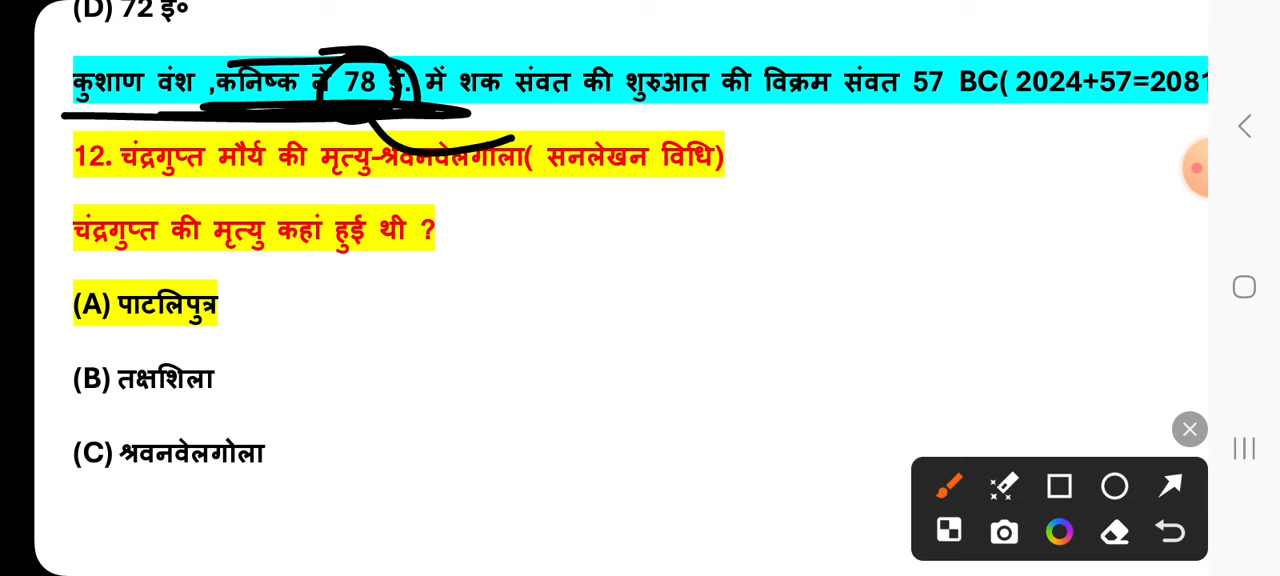 (D) 72 ई॰
कुशाण वंश ,कनिष्क ने 78 ई. में शक संवत की शुरुआत की विक्रम संवत 57 BC( 2024+57=2081
12. चंद्रगुप्त मौर्य की मृत्यु-श्रवनवेलगोला( सनलेखन विधि)
चंद्रगुप्त की मृत्यु कहां हुई थी ?
(A) पाटलिपुत्र
(B) तक्षशिला
(C) श्रवनवेलगोला